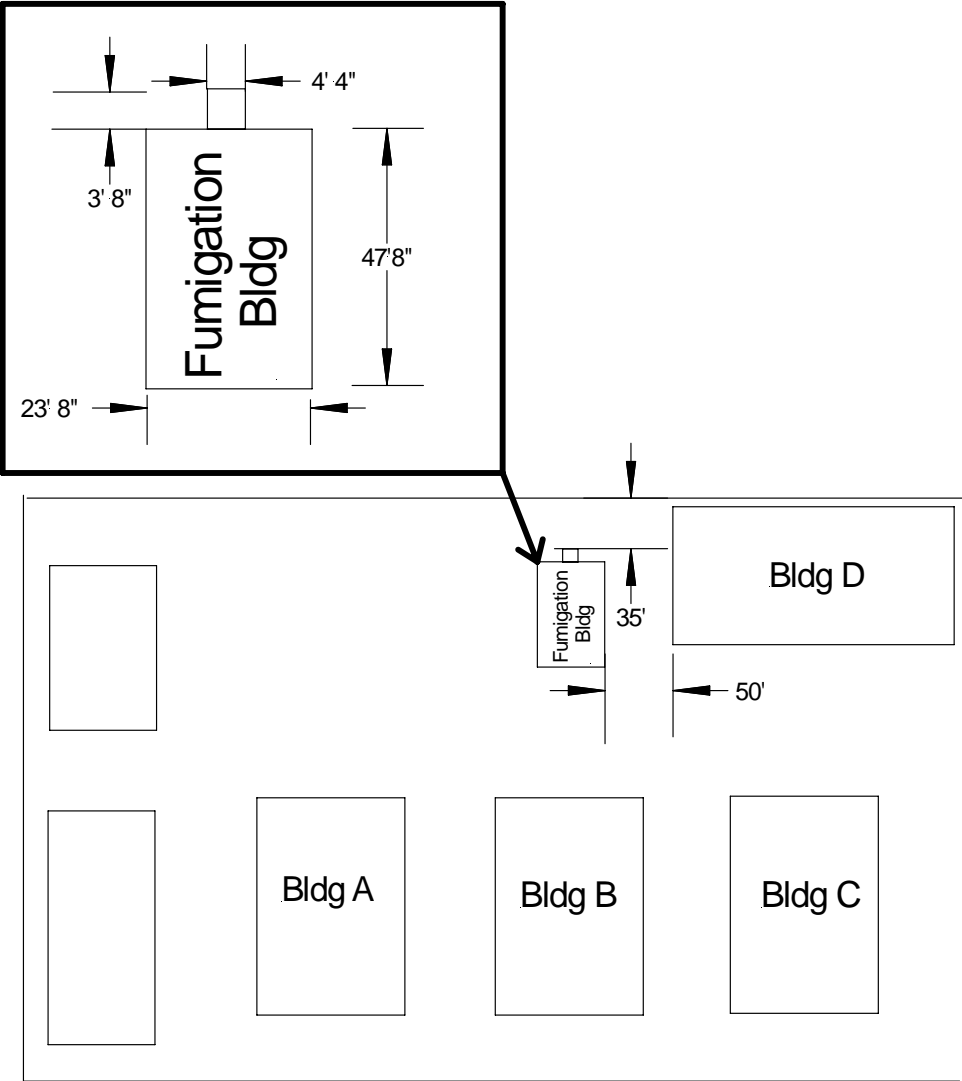 4' 4"
3' 8"
Fumigation
Bldg
47'8"
23' 8"
Bldg D
Fumigation
Bldg
35'
50'
Bldg A
Bldg B
Bldg C